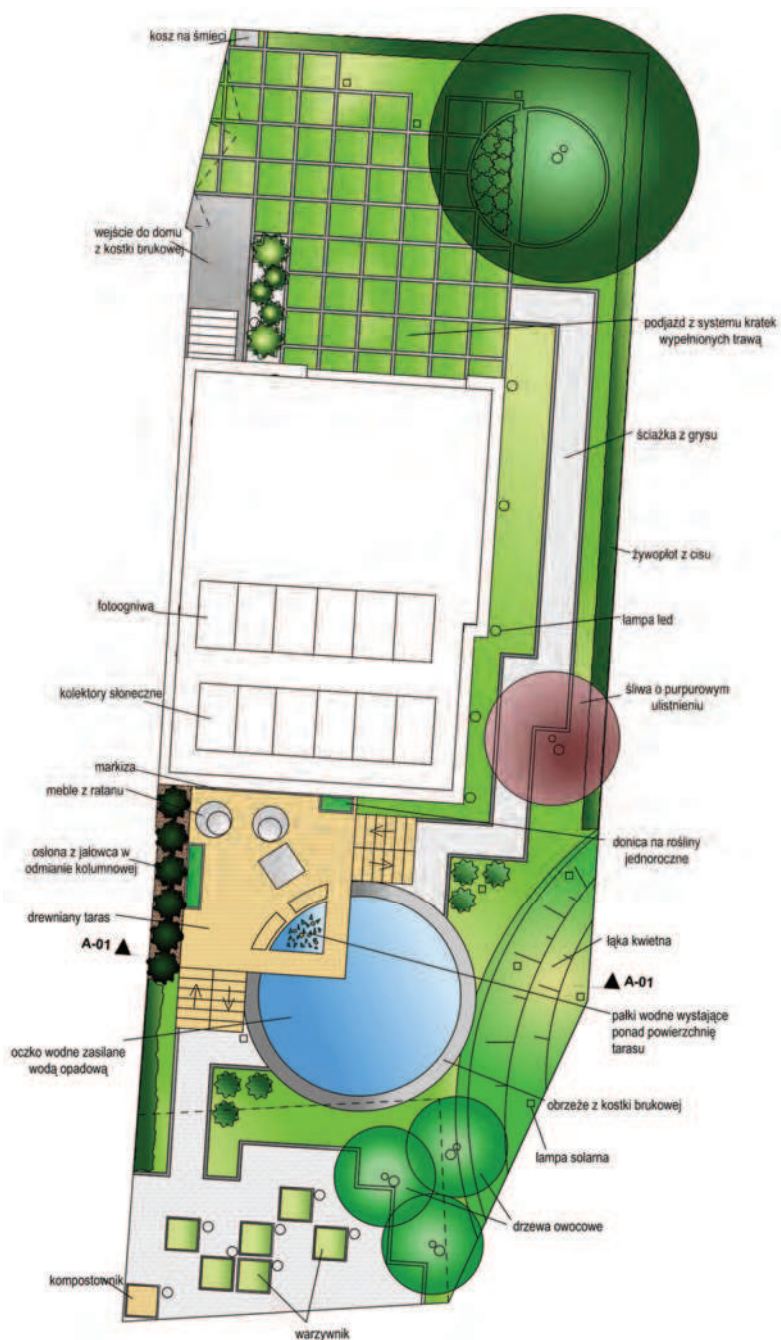 kosz na śmieci
wejście do domu
z kostki brukowej
podjazd z systemu kratek
wypełnionych trawą
ścażka z grysu
żywopłot z cisu
fotoogniwa
lampa led
kolektory słoneczne
śliwa o purpurowym
ulistnieniu
markiza
meble z ratanu
osłona z jałowca w
odmianie kolumnowej
donica na rośliny
jednoroczne
drewniany taras
A-01
łąka kwietna
A-01
pałki wodne wystające
ponad powierzchnię
tarasu
oczko wodne zasilane
wodą opadową
obrzeże z kostki brukowej
lampa solarna
drzewa owocowe
kompostownik
warzywnik